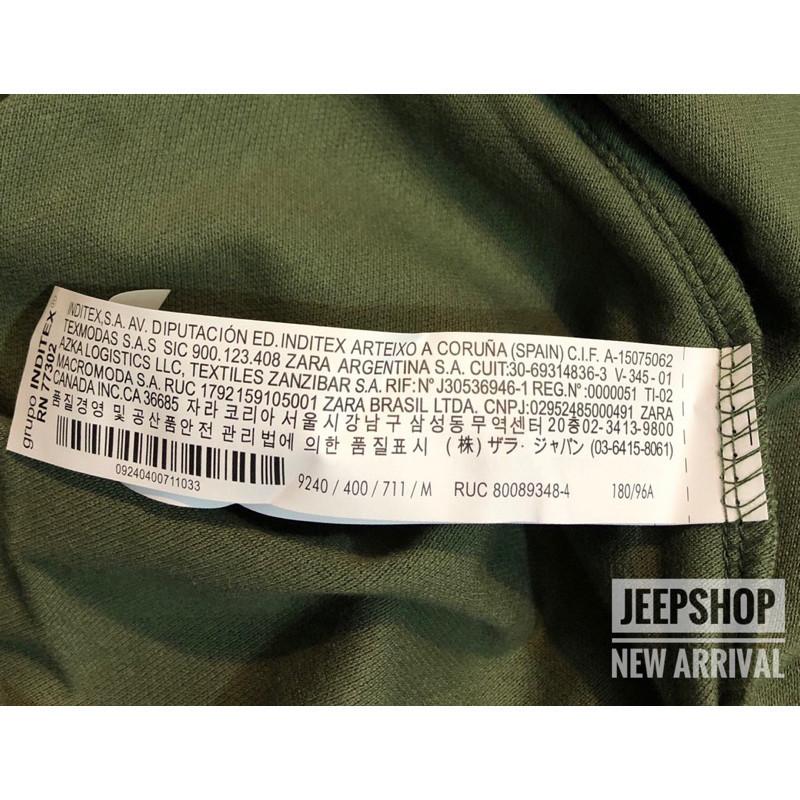 grupo INDITEX®
RN 77302
INDITEX,S.A. AV. DIPUTACIÓN ED.INDITEX ARTEIXO A CORUÑA (SPAIN) C.I.F. A-15075062
TEXMODAS S.A.S SIC 900.123.408 ZARA ARGENTINA S.A. CUIT:30-69314836-3 V-345-01
AZKA LOGISTICS LLC, TEXTILES ZANZIBAR S.A. RIF:N° J30536946-1 REG.N°:0000051 TI-02
MACROMODA S.A. RUC 1792159105001 ZARA BRASIL LTDA. CNPJ:02952485000491 ZARA
CANADA INC.CA 36685 자라 코리아 서울시강남구 삼성동무역센터20층02-3413-9800
품질경영 및 공산품안전 관리법에 의한 품질표시 (株) ザラ・ジャパン (03-6415-8061)
09240400711033
9240 / 400 / 711 / M RUC 80089348-4 180/96A
JEEPSHOP
NEW ARRIVAL